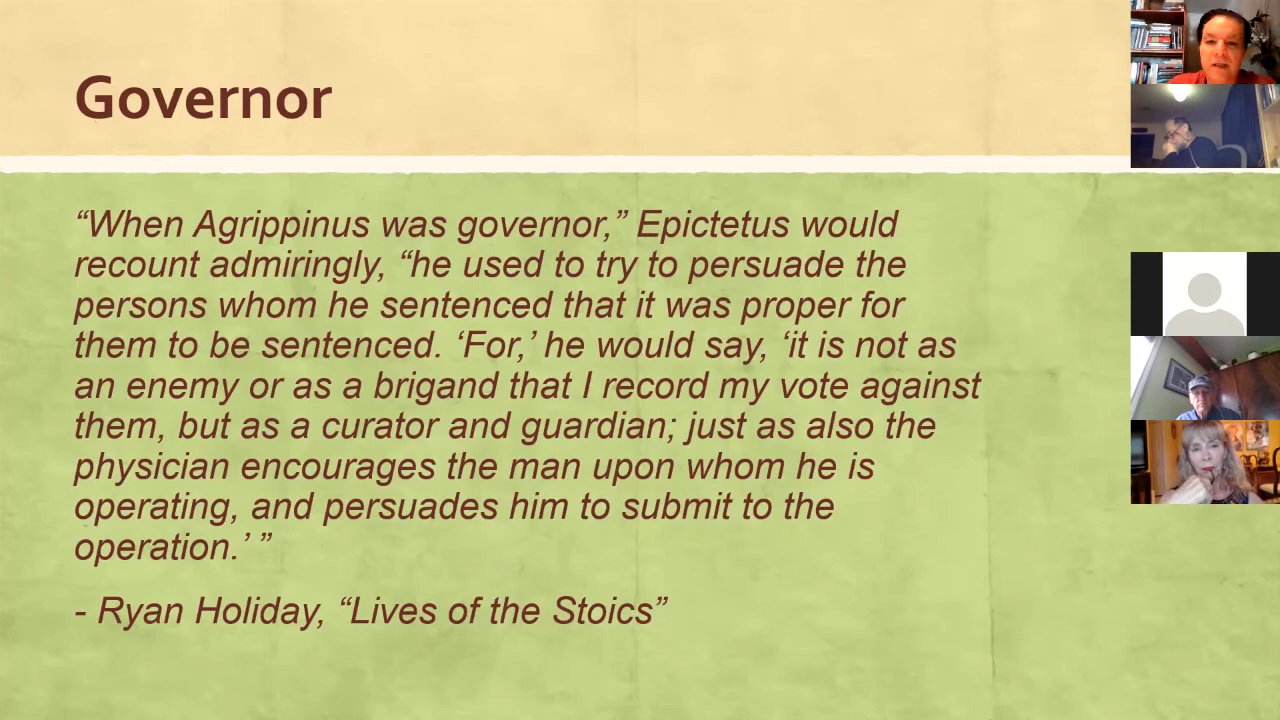 Governor
“When Agrippinus was governor,” Epictetus would
recount admiringly, “he used to try to persuade the
persons whom he sentenced that it was proper for
them to be sentenced. ‘For,’ he would say, ‘it is not as
an enemy or as a brigand that I record my vote against
them, but as a curator and guardian; just as also the
physician encourages the man upon whom he is
operating, and persuades him to submit to the
operation.’ ”
- Ryan Holiday, “Lives of the Stoics”